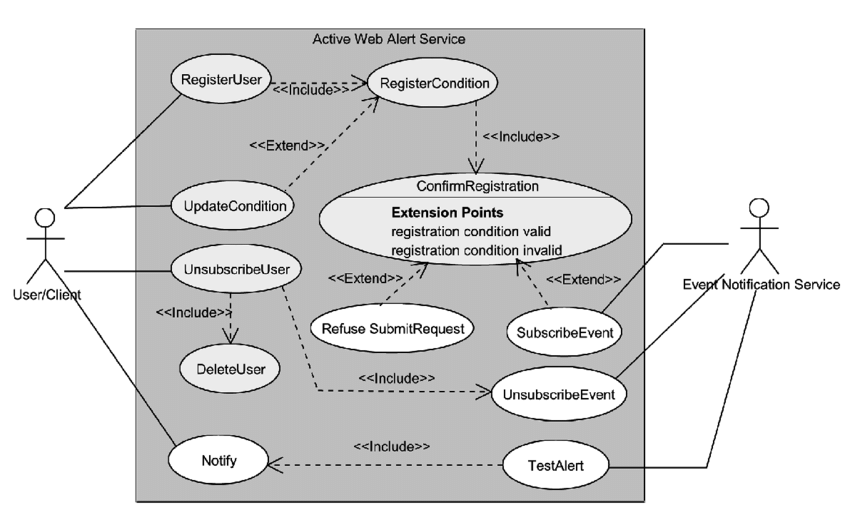 Active Web Alert Service
RegisterUser
<<Include>>
RegisterCondition
<<Extend>>
<<Include>>
ConfirmRegistration
UpdateCondition
Extension Points
registration condition valid
registration condition invalid
UnsubscribeUser
User/Client
<<Extend>>
<<Extend>>
Event Notification Service
<<Include>>
Refuse SubmitRequest
SubscribeEvent
DeleteUser
<<Include>>
UnsubscribeEvent
<<Include>>
Notify
TestAlert